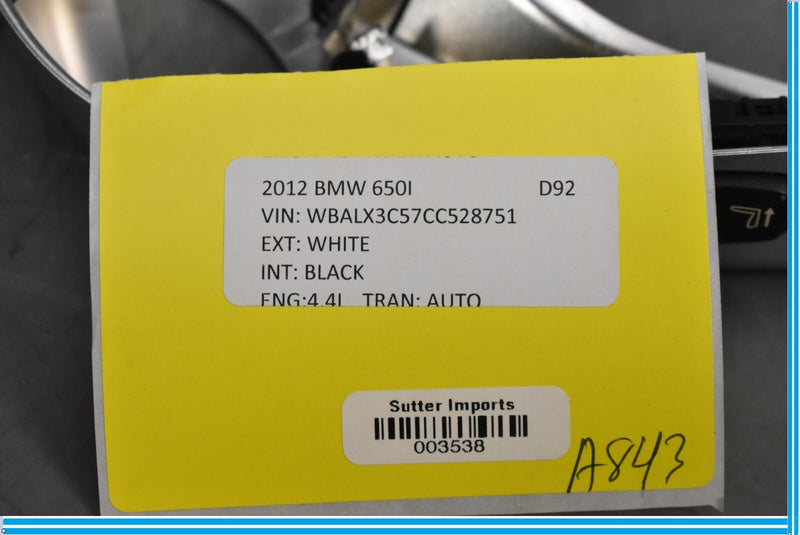 2012 BMW 650I D92
VIN: WBALX3C57CC528751
EXT: WHITE
INT: BLACK
ENG:4.4L TRAN: AUTO
Sutter Imports
003538
A843